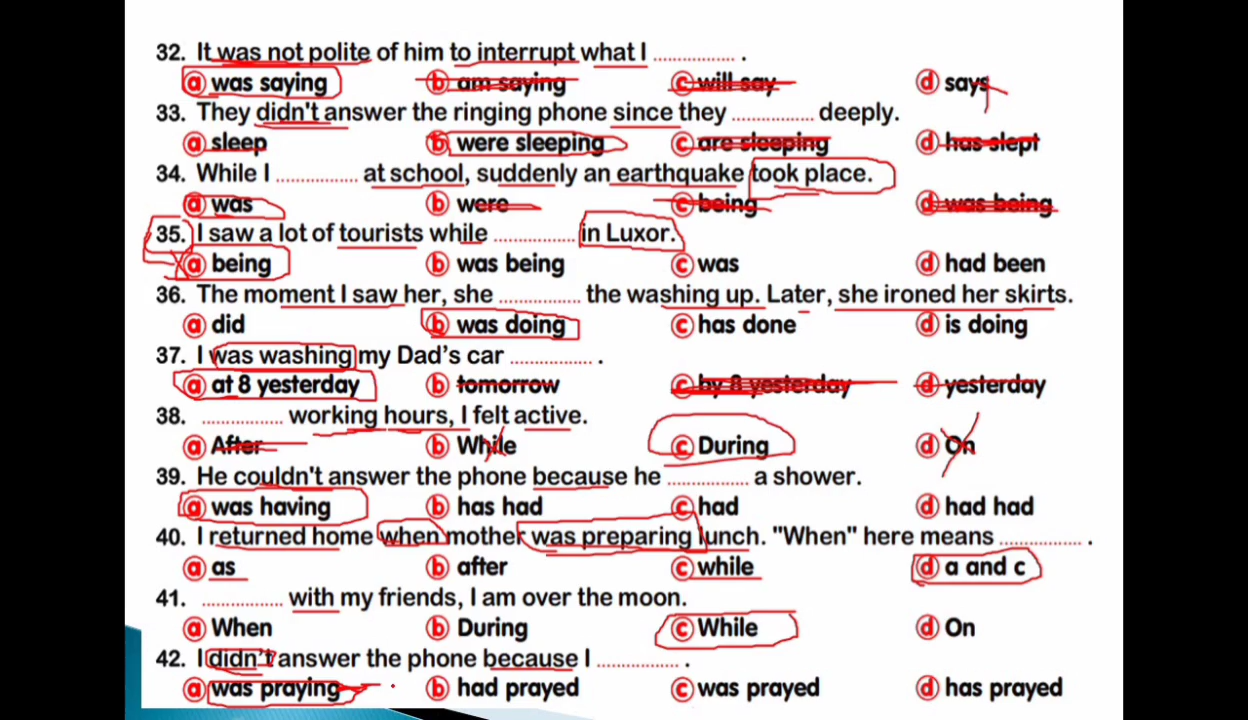 32. It was not polite of him to interrupt what I ................ .
a was saying b am saying c will say d says
33. They didn't answer the ringing phone since they ................ deeply.
a sleep b were sleeping c are sleeping d has slept
34. While I ................ at school, suddenly an earthquake took place.
a was b were c being d was being
35. I saw a lot of tourists while ................ in Luxor.
a being b was being c was d had been
36. The moment I saw her, she ................ the washing up. Later, she ironed her skirts.
a did b was doing c has done d is doing
37. I was washing my Dad's car ................ .
a at 8 yesterday b tomorrow c by 8 yesterday d yesterday
38. ................ working hours, I felt active.
a After b While c During d On
39. He couldn't answer the phone because he ................ a shower.
a was having b has had c had d had had
40. I returned home when mother was preparing lunch. "When" here means ................ .
a as b after c while d a and c
41. ................ with my friends, I am over the moon.
a When b During c While d On
42. I didn't answer the phone because I ................ .
a was praying b had prayed c was prayed d has prayed